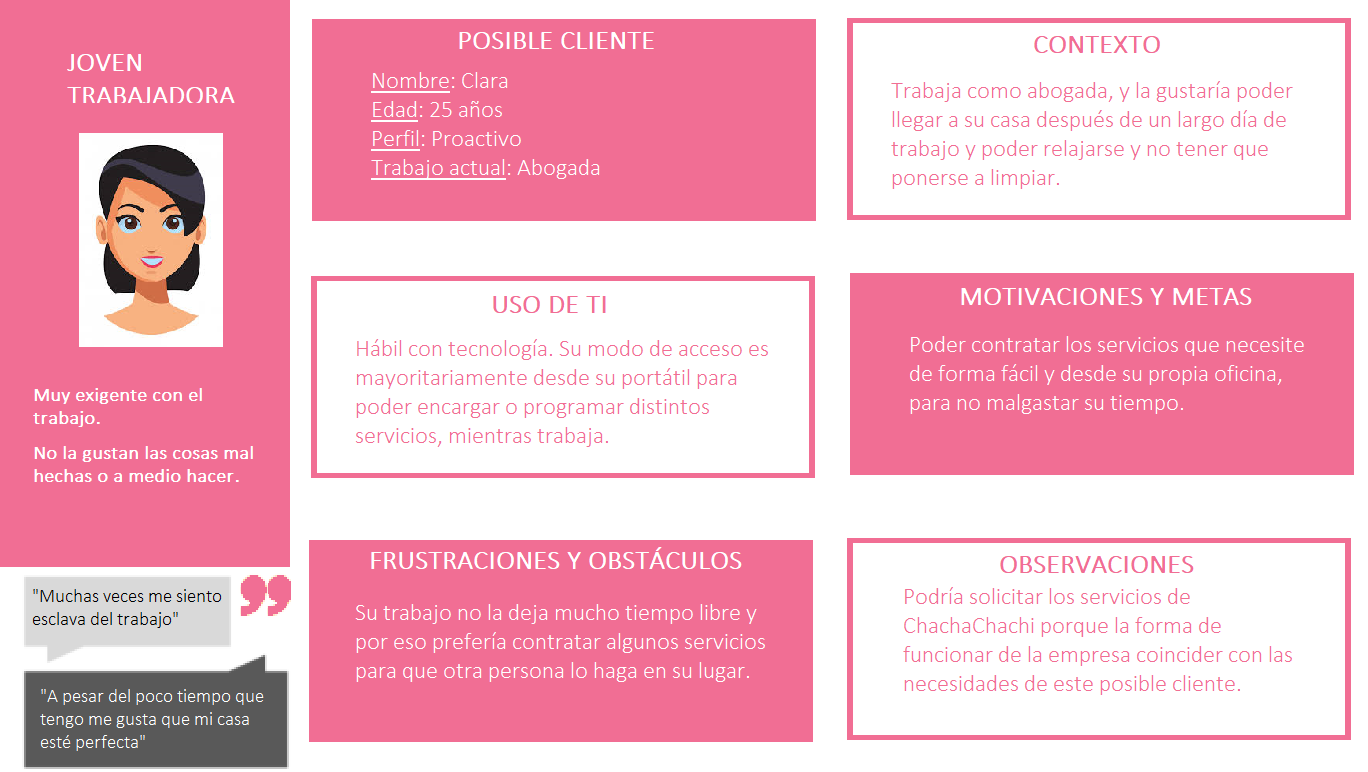 JOVEN
TRABAJADORA
Muy exigente con el
trabajo.
No la gustan las cosas mal
hechas o a medio hacer.
"Muchas veces me siento
esclava del trabajo"
"A pesar del poco tiempo que
tengo me gusta que mi casa
esté perfecta"
POSIBLE CLIENTE
Nombre: Clara
Edad: 25 años
Perfil: Proactivo
Trabajo actual: Abogada
CONTEXTO
Trabaja como abogada, y la gustaría poder
llegar a su casa después de un largo día de
trabajo y poder relajarse y no tener que
ponerse a limpiar.
USO DE TI
Hábil con tecnología. Su modo de acceso es
mayoritariamente desde su portátil para
poder encargar o programar distintos
servicios, mientras trabaja.
MOTIVACIONES Y METAS
Poder contratar los servicios que necesite
de forma fácil y desde su propia oficina,
para no malgastar su tiempo.
FRUSTRACIONES Y OBSTÁCULOS
Su trabajo no la deja mucho tiempo libre y
por eso prefería contratar algunos servicios
para que otra persona lo haga en su lugar.
OBSERVACIONES
Podría solicitar los servicios de
ChachaChachi porque la forma de
funcionar de la empresa coincider con las
necesidades de este posible cliente.